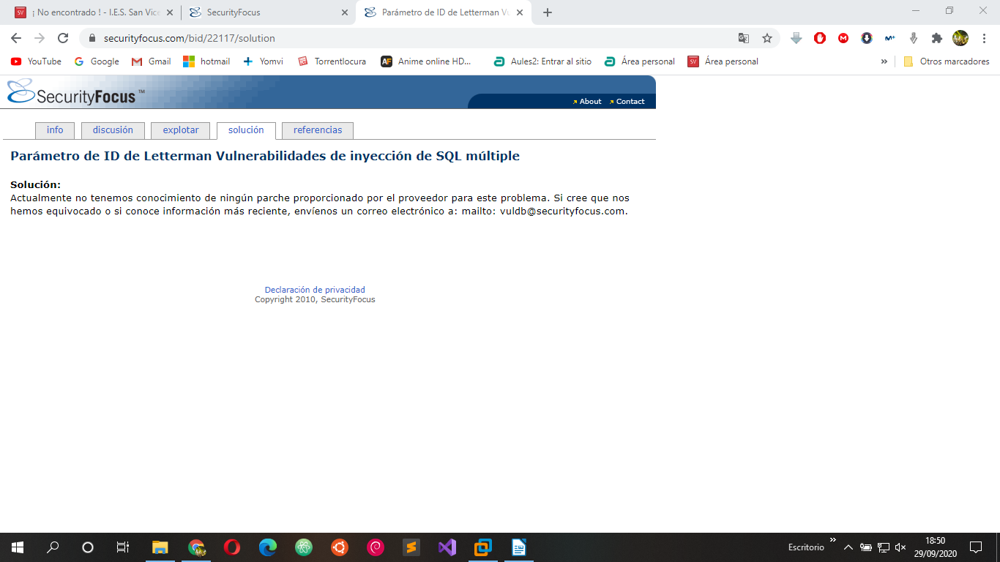 ¡ No encontrado ! - I.E.S. San Vice
SecurityFocus
Parámetro de ID de Letterman Vu
securityfocus.com/bid/22117/solution
YouTube
Google
Gmail
hotmail
Yomvi
Torrentlocura
Anime online HD...
Aules2: Entrar al sitio
Área personal
Área personal
»
Otros marcadores
SecurityFocus ™
About
Contact
info
discusión
explotar
solución
referencias
Parámetro de ID de Letterman Vulnerabilidades de inyección de SQL múltiple
Solución:
Actualmente no tenemos conocimiento de ningún parche proporcionado por el proveedor para este problema. Si cree que nos
hemos equivocado o si conoce información más reciente, envíenos un correo electrónico a: mailto: vuldb@securityfocus.com.
Declaración de privacidad
Copyright 2010, SecurityFocus
Escritorio
18:50
29/09/2020